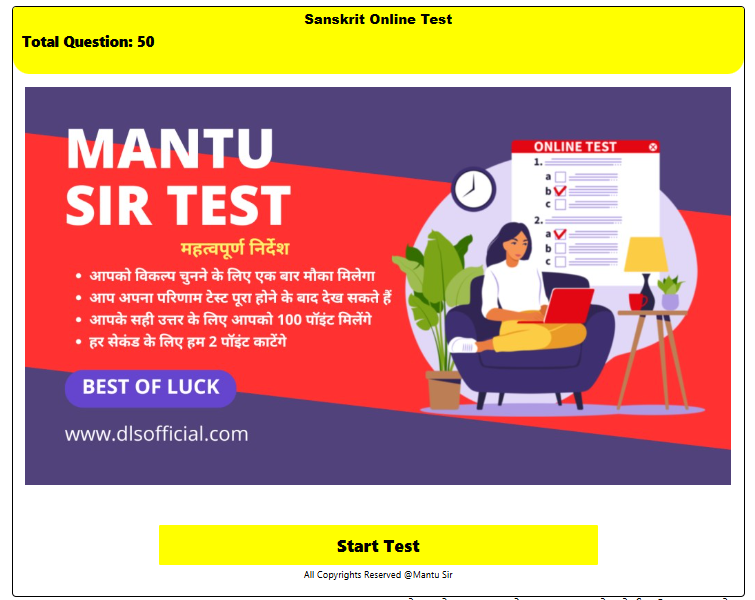 Sanskrit Online Test
Total Question: 50
MANTU
SIR TEST
महत्वपूर्ण निर्देश
• आपको विकल्प चुनने के लिए एक बार मौका मिलेगा
• आप अपना परिणाम टेस्ट पूरा होने के बाद देख सकते हैं
• आपके सही उत्तर के लिए आपको 100 पॉइंट मिलेंगे
• हर सेकंड के लिए हम 2 पॉइंट काटेंगे
BEST OF LUCK
www.dlsofficial.com
ONLINE TEST
1.
a
b
c
2.
a
b
c
Start Test
All Copyrights Reserved @Mantu Sir